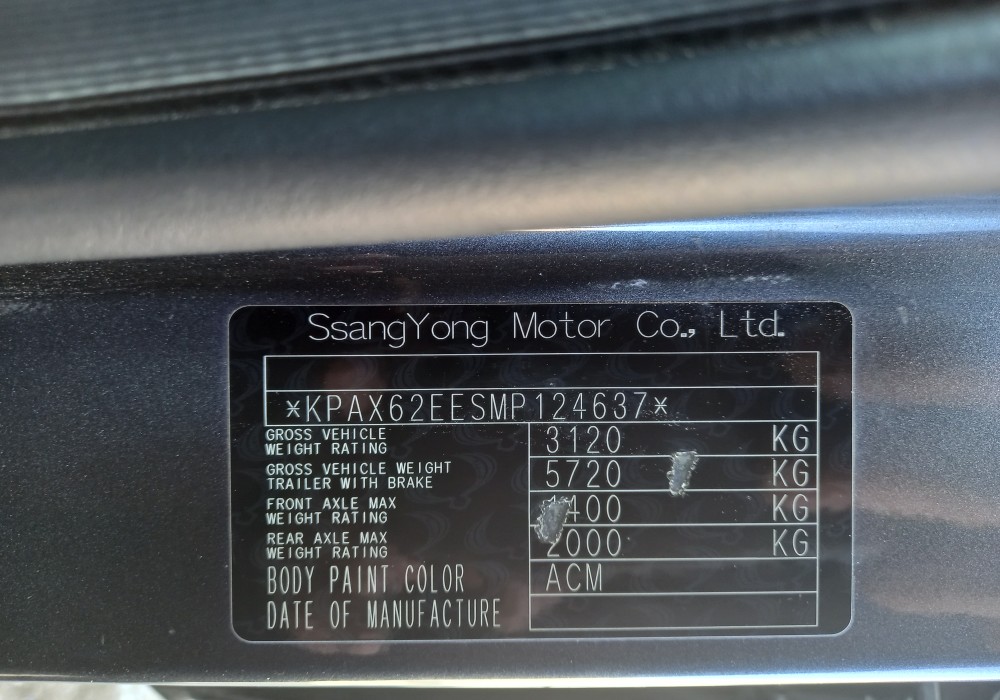 SsangYong Motor Co., Ltd.
*KPAX62EESMP124637*
GROSS VEHICLE
WEIGHT RATING
3120 KG
GROSS VEHICLE WEIGHT
TRAILER WITH BRAKE
5720 KG
FRONT AXLE MAX
WEIGHT RATING
KG
REAR AXLE MAX
WEIGHT RATING
2000 KG
BODY PAINT COLOR ACM
DATE OF MANUFACTURE